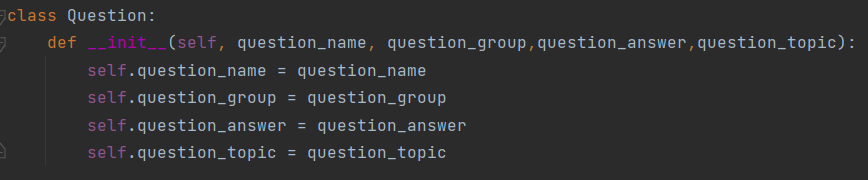 class Question:
    def __init__(self, question_name, question_group,question_answer,question_topic):
        self.question_name = question_name
        self.question_group = question_group
        self.question_answer = question_answer
        self.question_topic = question_topic